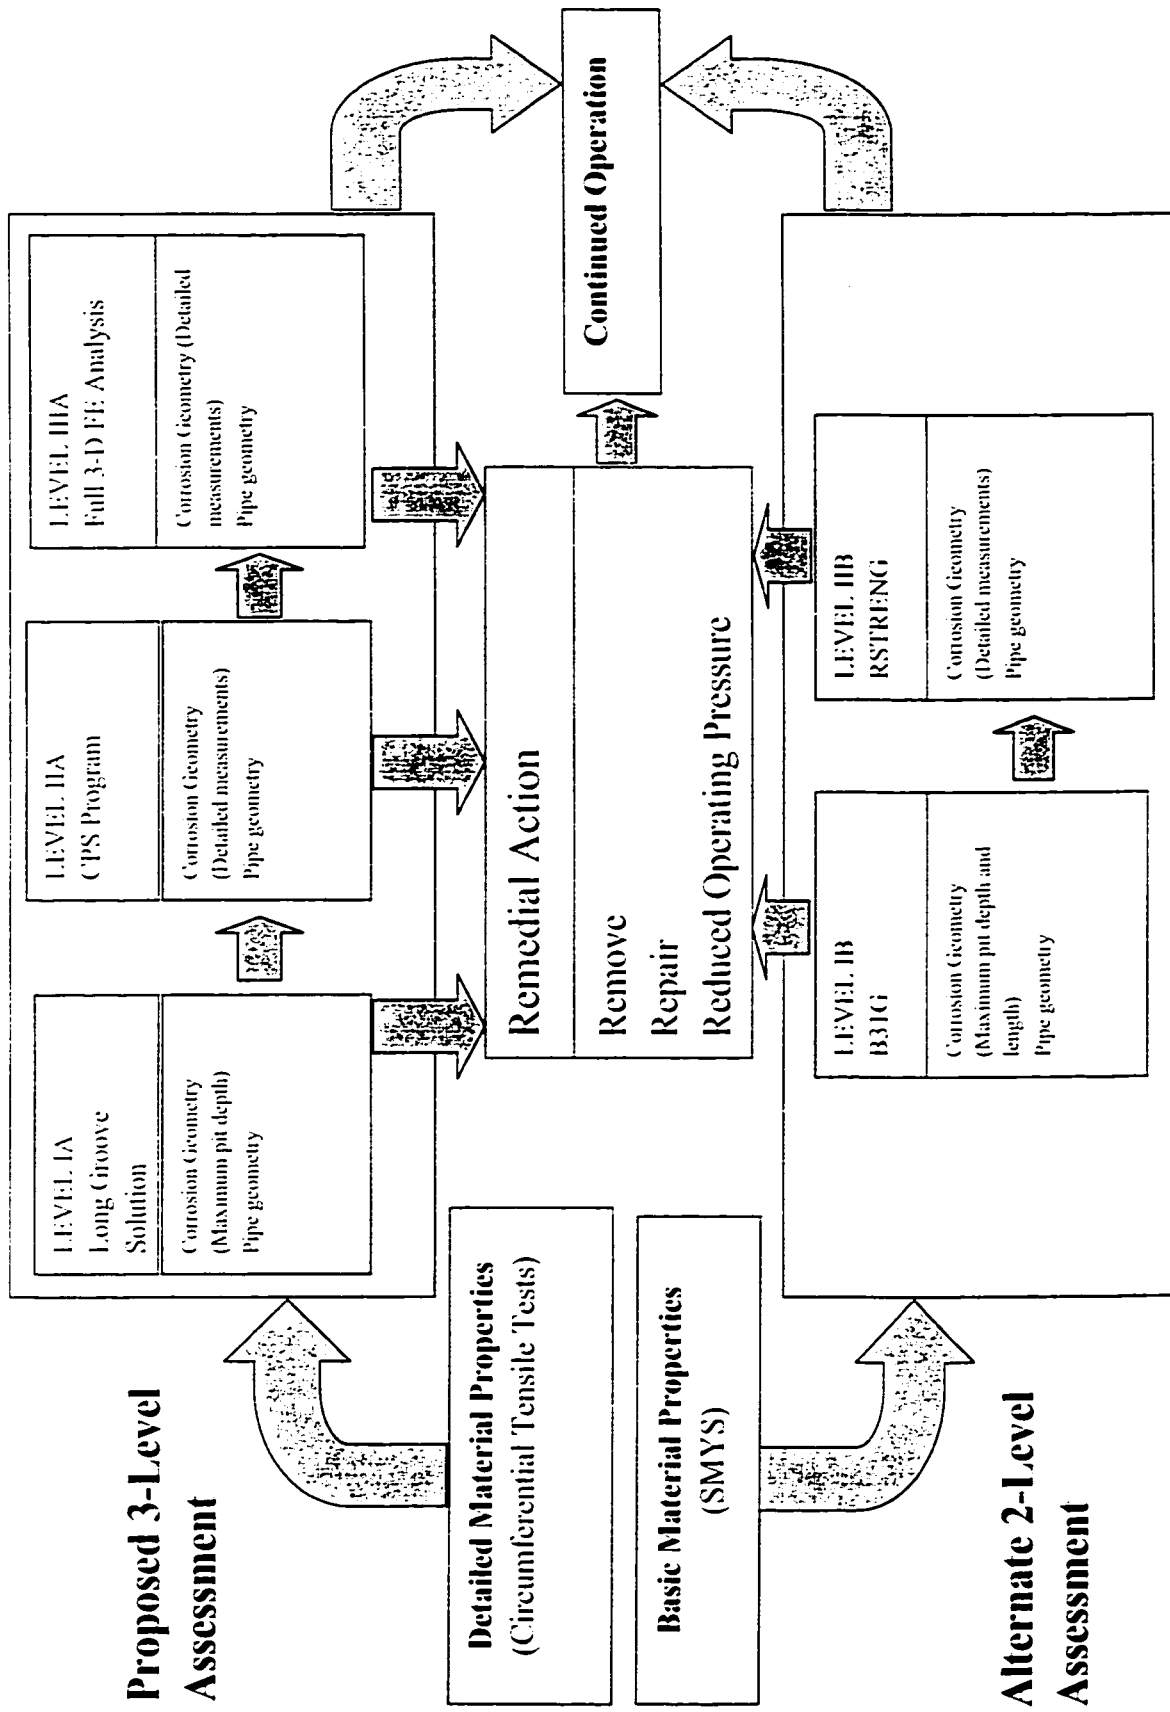 Proposed 3-Level
Assessment
LEVEL IA
Long Groove
Solution
Corrosion Geometry
(Maximum pit depth)
Pipe geometry
LEVEL IIA
CPS Program
Corrosion Geometry
(Detailed measurements)
Pipe geometry
LEVEL IIIA
Full 3-D FE Analysis
Corrosion Geometry (Detailed
measurements)
Pipe geometry
Detailed Material Properties
(Circumferential Tensile Tests)
Remedial Action
Remove
Repair
Reduced Operating Pressure
Continued Operation
Basic Material Properties
(SMYS)
Alternate 2-Level
Assessment
LEVEL IB
B31G
Corrosion Geometry
(Maximum pit depth and
length)
Pipe geometry
LEVEL IIB
RSTRENG
Corrosion Geometry
(Detailed measurements)
Pipe geometry